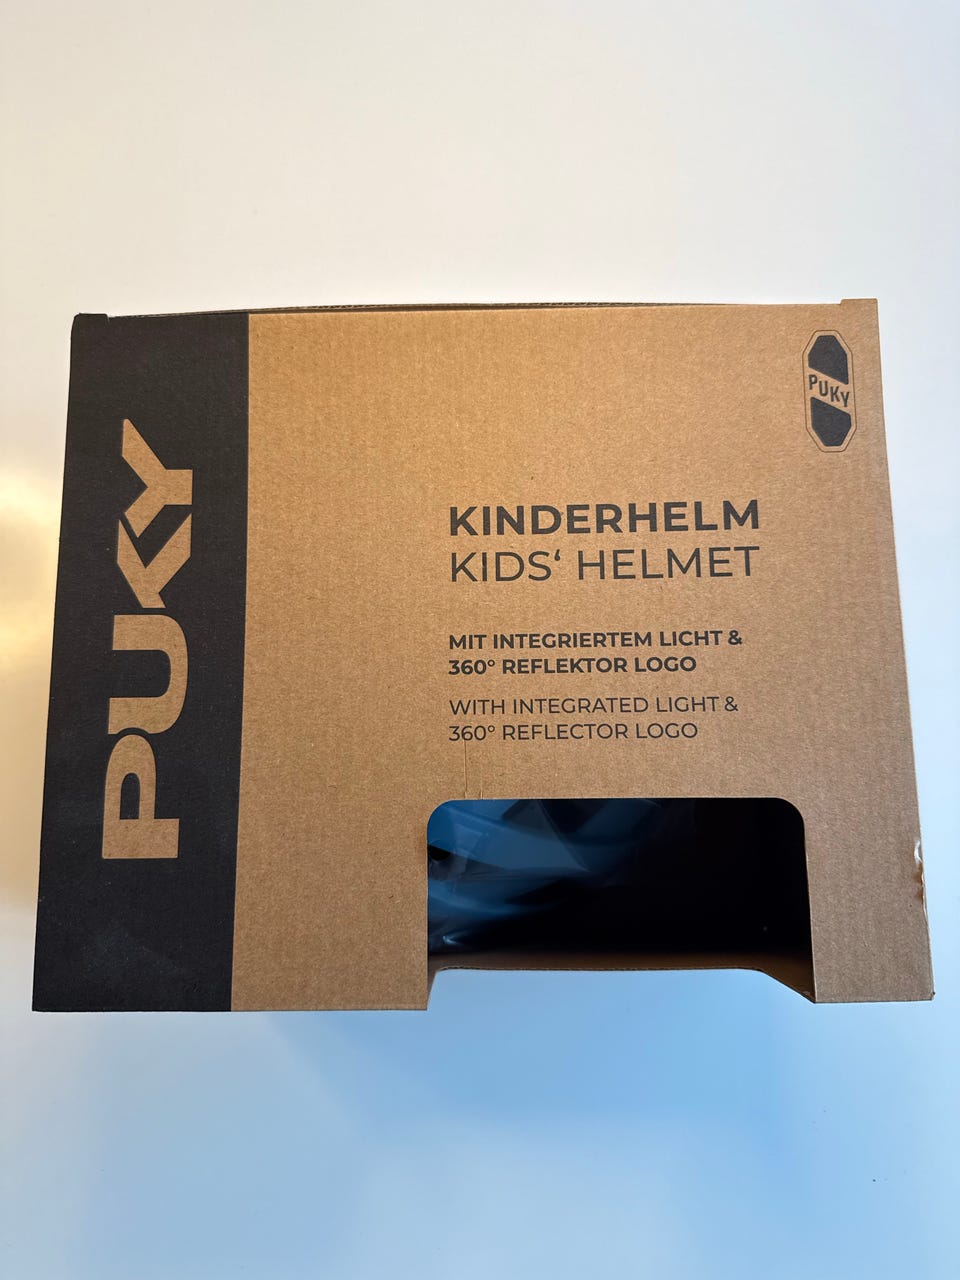 PUKY
PUKY
KINDERHELM
KIDS‘ HELMET
MIT INTEGRIERTEM LICHT &
360° REFLEKTOR LOGO
WITH INTEGRATED LIGHT &
360° REFLECTOR LOGO